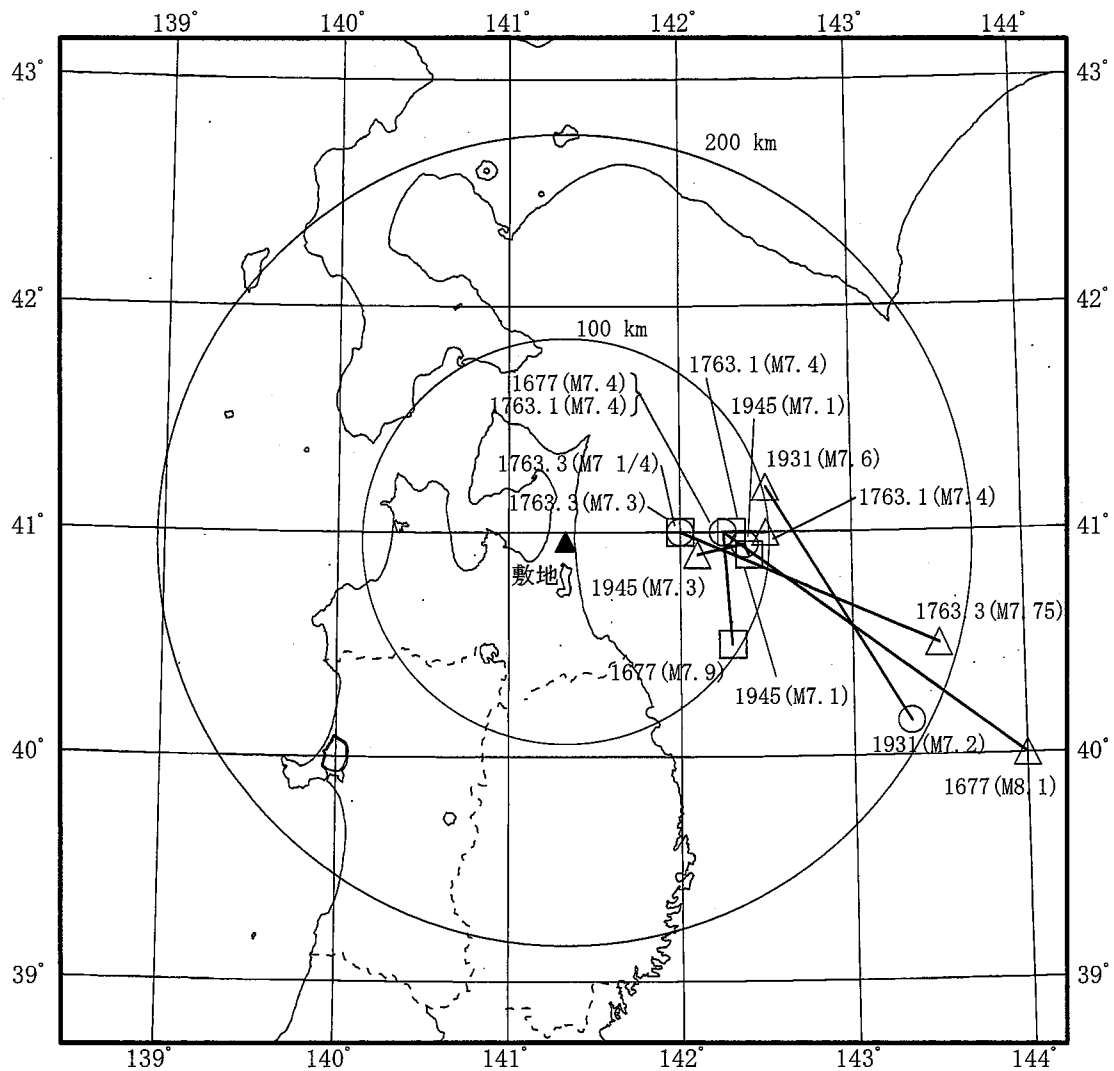 139° 140° 141° 142° 143° 144°
43° 43°
200 km
42° 42°
100 km
1763.1(M7.4)
1677(M7.4)
1763.1(M7.4)
1945(M7.1)
1931(M7.6)
1763.3(M7 1/4)
1763.1(M7.4)
1763.3(M7.3)
41° 41°
敷地
1945(M7.3)
1763.3(M7.75)
1677(M7.9)
1945(M7.1)
40° 1931(M7.2) 40°
1677(M8.1)
39° 39°
139° 140° 141° 142° 143° 144°